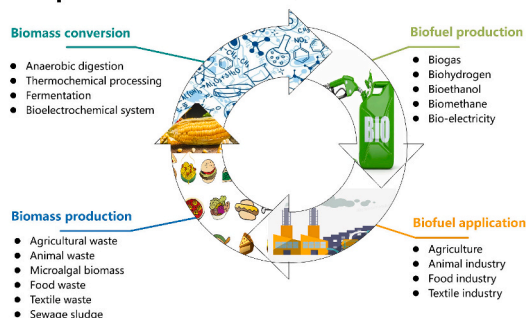 Biomass conversion
Anaerobic digestion
Thermochemical processing
Fermentation
Bioelectrochemical system
Biofuel production
Biogas
Biohydrogen
Bioethanol
Biomethane
Bio-electricity
BIO
Biomass production
Agricultural waste
Animal waste
Microalgal biomass
Food waste
Textile waste
Sewage sludge
Biofuel application
Agriculture
Animal industry
Food industry
Textile industry